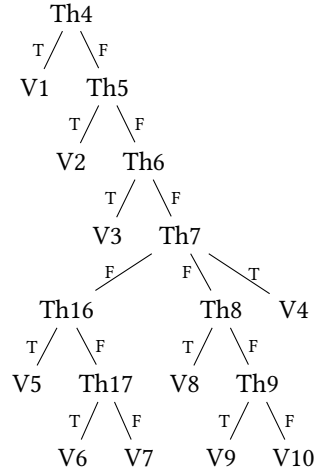 Th4
T F
V1 Th5
T F
V2 Th6
T F
V3 Th7
F F T
Th16 Th8 V4
T F T F
V5 Th17 V8 Th9
T F T F
V6 V7 V9 V10